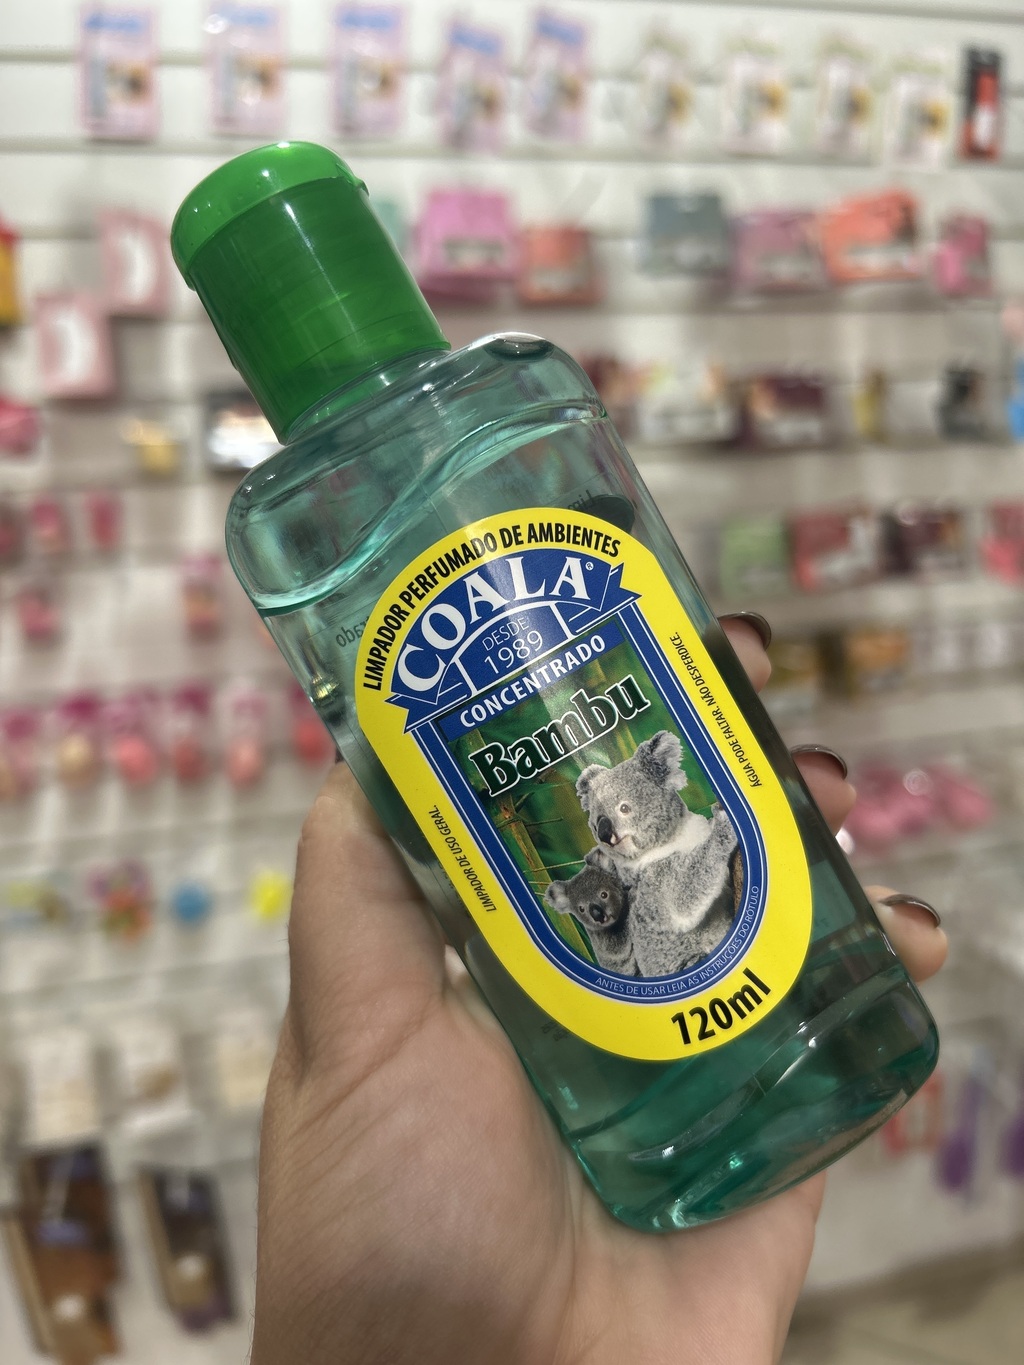 LIMPADOR PERFUMADO DE AMBIENTES
COALA®
DESDE
1989
CONCENTRADO
Bambu
LIMPADOR DE USO GERAL.
ÁGUA PODE FALTAR. NÃO DESPERDICE.
ANTES DE USAR LEIA AS INSTRUÇÕES DO RÓTULO
120ml